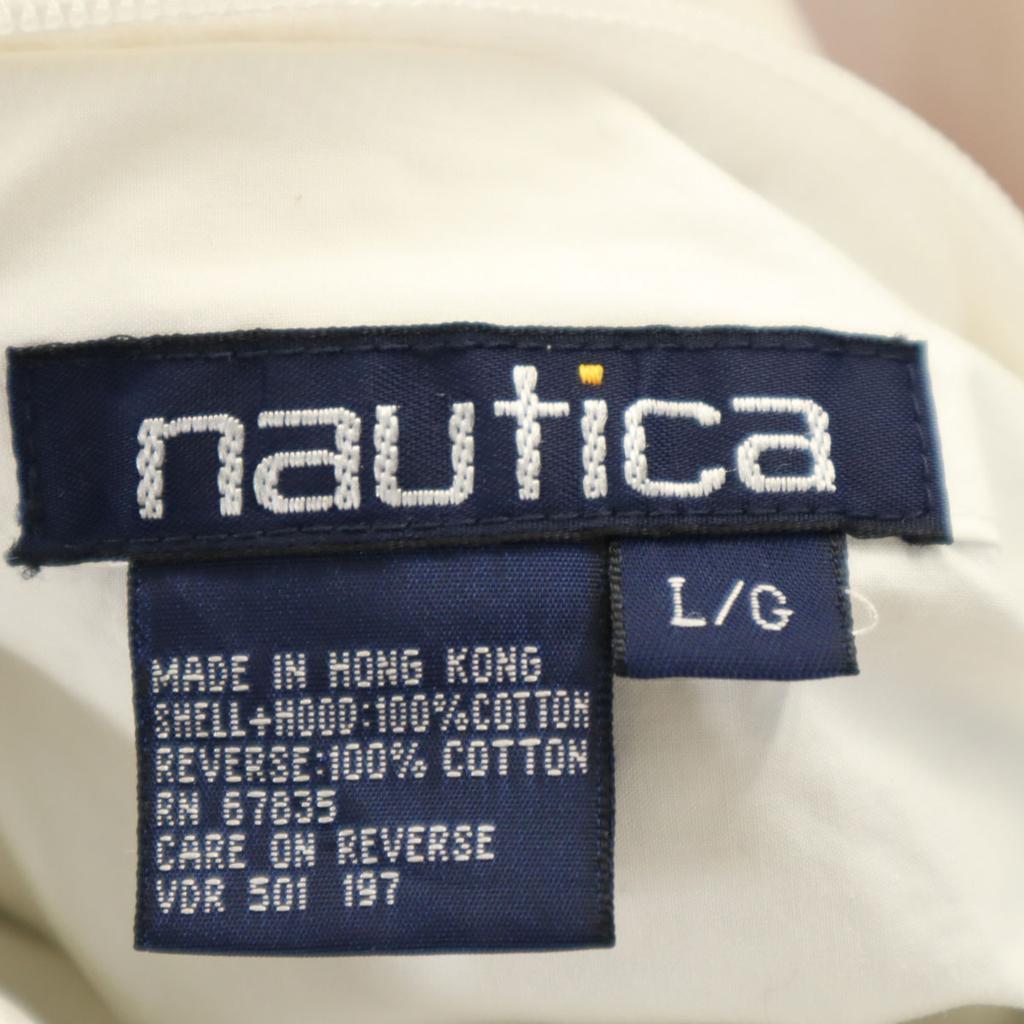 nautica
L/G
MADE IN HONG KONG
SHELL+HOOD:100%COTTON
REVERSE:100% COTTON
RN 67835
CARE ON REVERSE
VDR 501 197